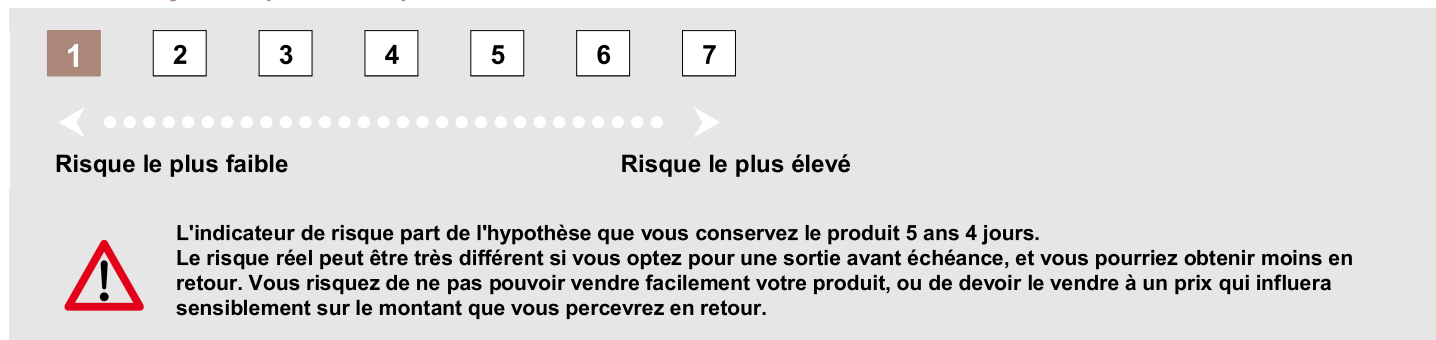 1 2 3 4 5 6 7
Risque le plus faible Risque le plus élevé
L'indicateur de risque part de l'hypothèse que vous conservez le produit 5 ans 4 jours.
Le risque réel peut être très différent si vous optez pour une sortie avant échéance, et vous pourriez obtenir moins en
retour. Vous risquez de ne pas pouvoir vendre facilement votre produit, ou de devoir le vendre à un prix qui influera
sensiblement sur le montant que vous percevrez en retour.